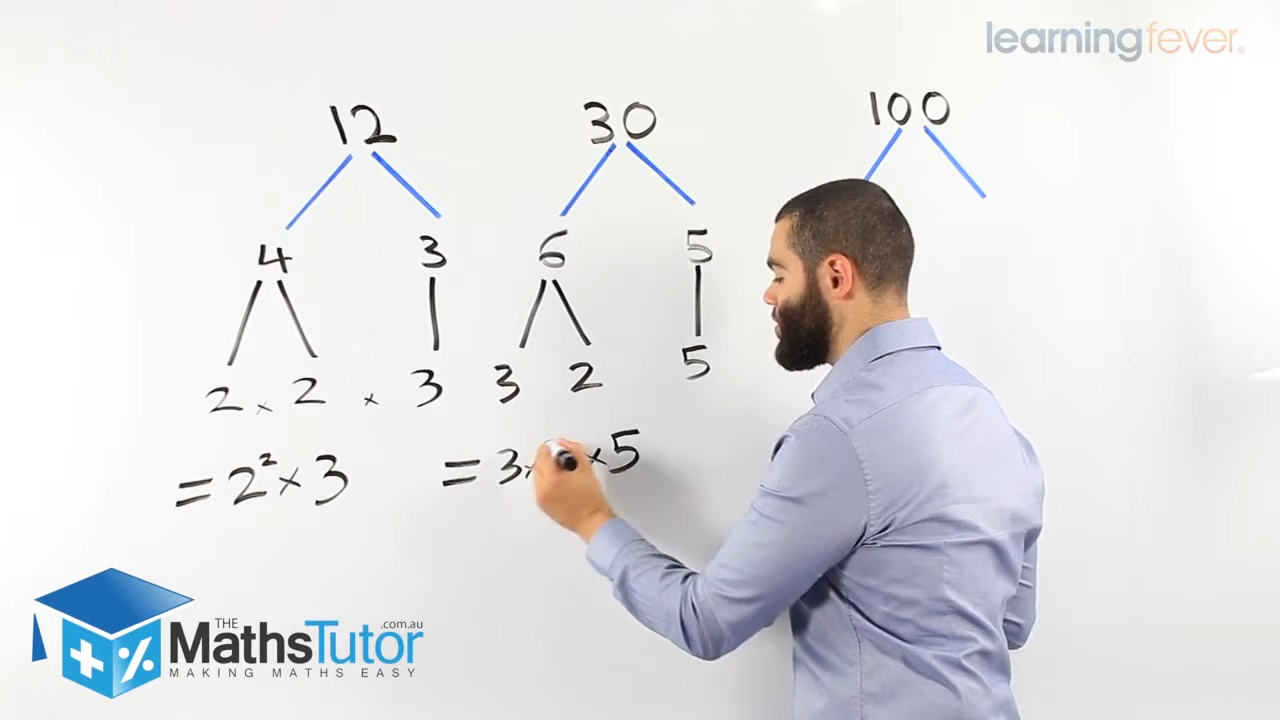 learningfever®
12 30 100
4 3 6 5
2 × 2 × 3 3 2 5
= 2² × 3 = 3 × × 5
THE MathsTutor .com.au
MAKING MATHS EASY